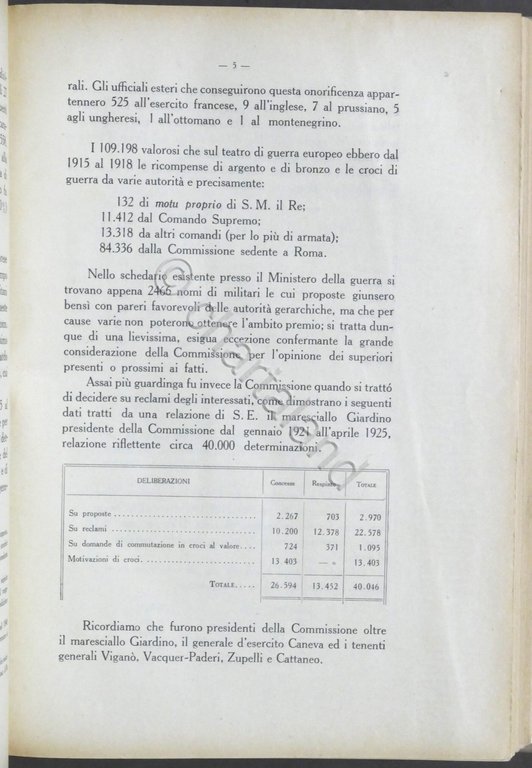 — 5 —
rali. Gli ufficiali esteri che conseguirono questa onorificenza appar-
tennero 525 all'esercito francese, 9 all'inglese, 7 al prussiano, 5
agli ungheresi, 1 all'ottomano e 1 al montenegrino.
I 109.198 valorosi che sul teatro di guerra europeo ebbero dal
1915 al 1918 le ricompense di argento e di bronzo e le croci di
guerra da varie autorità e precisamente:
132 di motu proprio di S. M. il Re;
11.412 dal Comando Supremo;
13.318 da altri comandi (per lo più di armata);
84.336 dalla Commissione sedente a Roma.
Nello schedario esistente presso il Ministero della guerra si
trovano appena 2466 nomi di militari le cui proposte giunsero
bensì con pareri favorevoli delle autorità gerarchiche, ma che per
cause varie non poterono ottenere l'ambito premio; si tratta dun-
que di una lievissima, esigua eccezione confermante la grande
considerazione della Commissione per l'opinione dei superiori
presenti o prossimi ai fatti.
Assai più guardinga fu invece la Commissione quando si trattó
di decidere su reclami degli interessati, come dimostrano i seguenti
dati tratti da una relazione di S. E. il maresciallo Giardino
presidente della Commissione dal gennaio 1921 all'aprile 1925,
relazione riflettente circa 40.000 determinazioni.
DELIBERAZIONI Concesse Respinte Totale
Su proposte 2.267 703 2.970
Su reclami 10.200 12.378 22.578
Su domande di commutazione in croci al valore.... 724 371 1.095
Motivazioni di croci. 13 403 — » 13.403
Totale..... 26.594 13.452 40.046
Ricordiamo che furono presidenti della Commissione oltre
il maresciallo Giardino, il generale d'esercito Caneva ed i tenenti
generali Viganò, Vacquer-Paderi, Zupelli e Cattaneo.
© chartaland